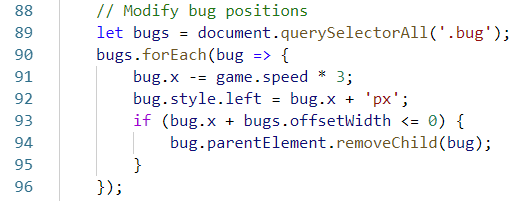 88 // Modify bug positions
89 let bugs = document.querySelectorAll('.bug');
90 bugs.forEach(bug => {
91 bug.x -= game.speed * 3;
92 bug.style.left = bug.x + 'px';
93 if (bug.x + bugs.offsetWidth <= 0) {
94 bug.parentElement.removeChild(bug);
95 }
96 });